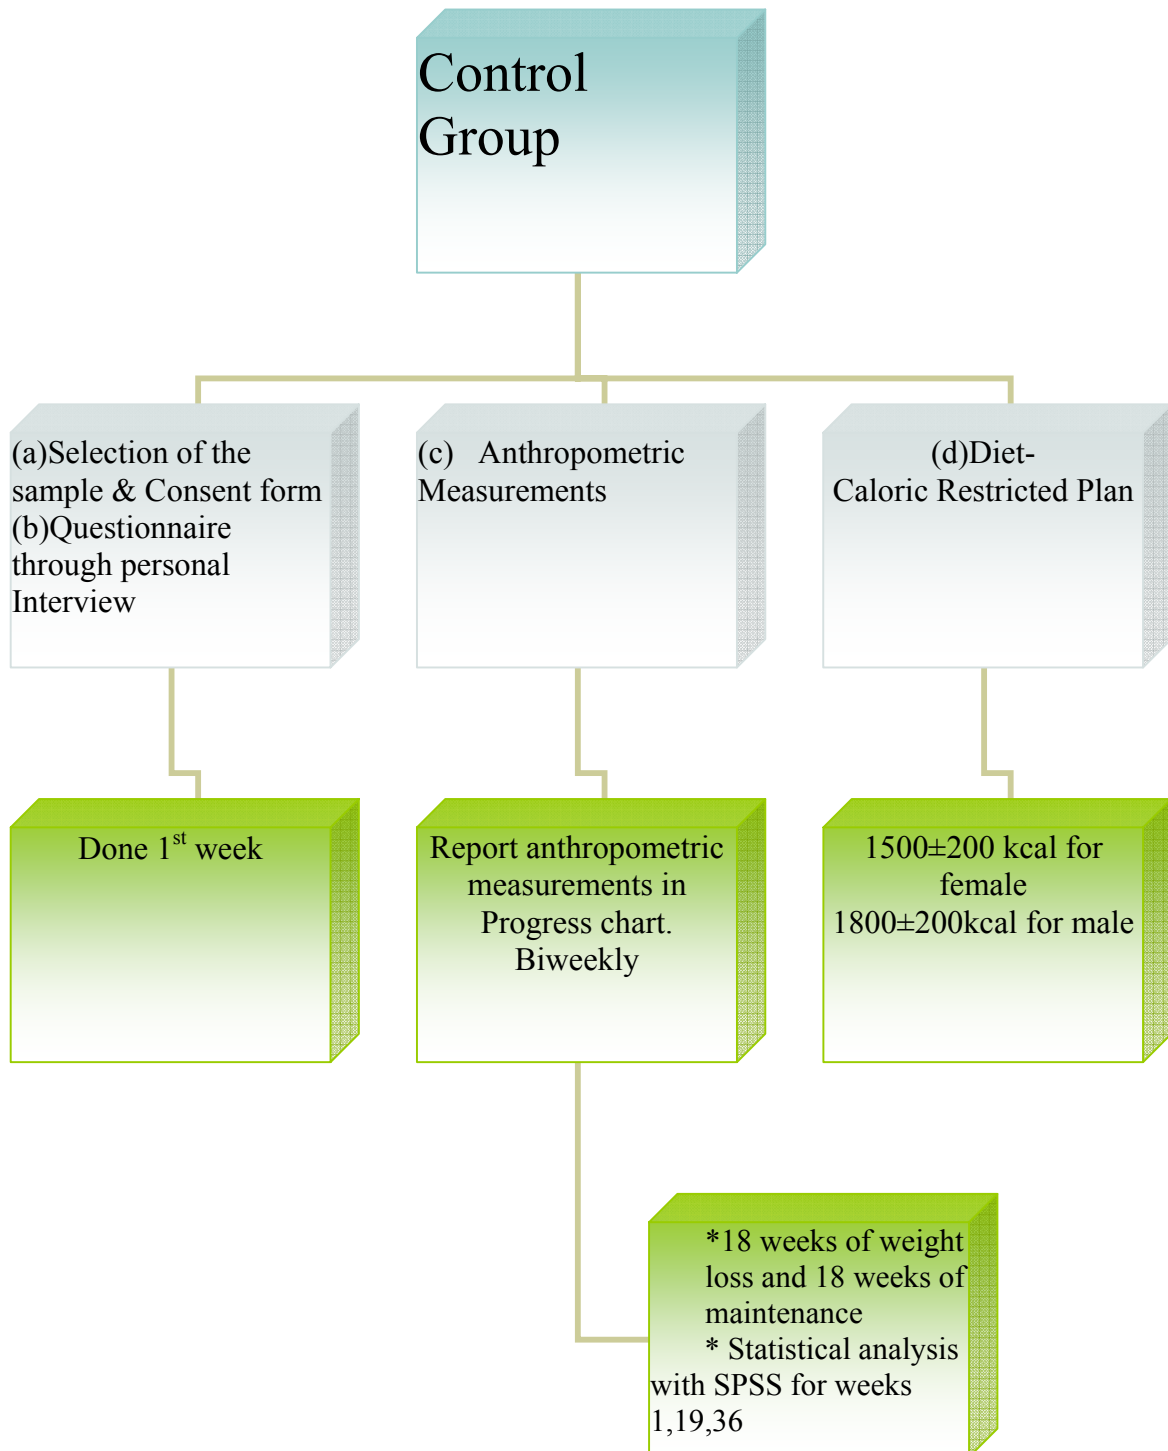 Control
Group
(a)Selection of the
sample & Consent form
(b)Questionnaire
through personal
Interview
(c) Anthropometric
Measurements
(d)Diet-
Caloric Restricted Plan
Done 1st week
Report anthropometric
measurements in
Progress chart.
Biweekly
1500±200 kcal for
female
1800±200kcal for male
*18 weeks of weight
loss and 18 weeks of
maintenance
* Statistical analysis
with SPSS for weeks
1,19,36